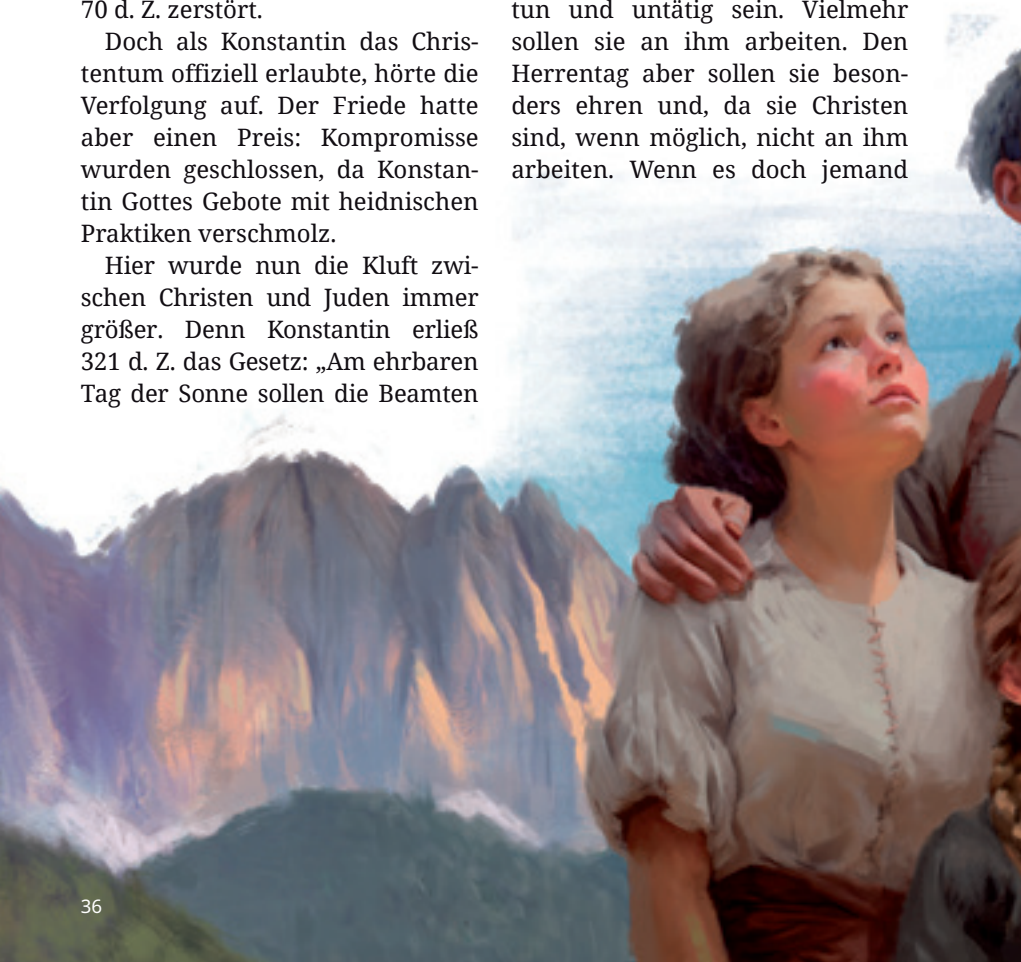 70 d. Z. zerstört.
Doch als Konstantin das Chris-
tentum offiziell erlaubte, hörte die
Verfolgung auf. Der Friede hatte
aber einen Preis: Kompromisse
wurden geschlossen, da Konstan-
tin Gottes Gebote mit heidnischen
Praktiken verschmolz.
Hier wurde nun die Kluft zwi-
schen Christen und Juden immer
größer. Denn Konstantin erließ
321 d. Z. das Gesetz: „Am ehrbaren
Tag der Sonne sollen die Beamten
tun und untätig sein. Vielmehr
sollen sie an ihm arbeiten. Den
Herrentag aber sollen sie beson-
ders ehren und, da sie Christen
sind, wenn möglich, nicht an ihm
arbeiten. Wenn es doch jemand
36